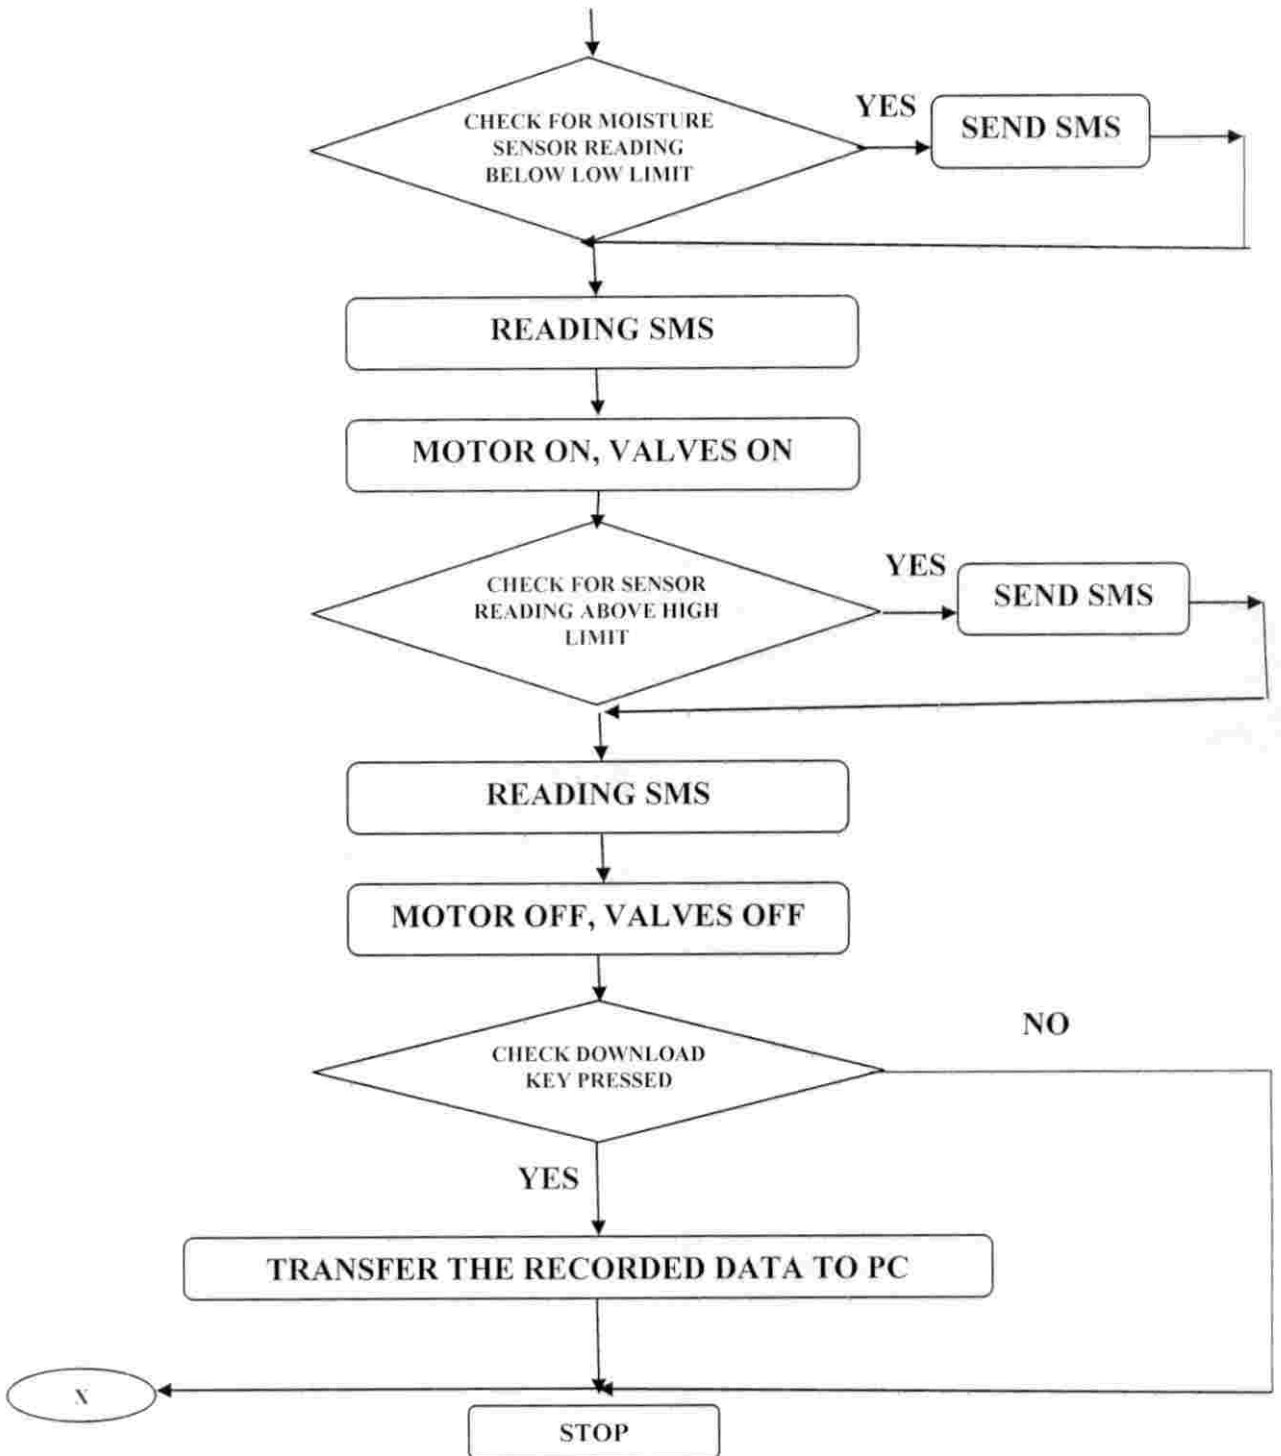 CHECK FOR MOISTURE
SENSOR READING
BELOW LOW LIMIT
YES
SEND SMS
READING SMS
MOTOR ON, VALVES ON
CHECK FOR SENSOR
READING ABOVE HIGH
LIMIT
YES
SEND SMS
READING SMS
MOTOR OFF, VALVES OFF
CHECK DOWNLOAD
KEY PRESSED
NO
YES
TRANSFER THE RECORDED DATA TO PC
X
STOP